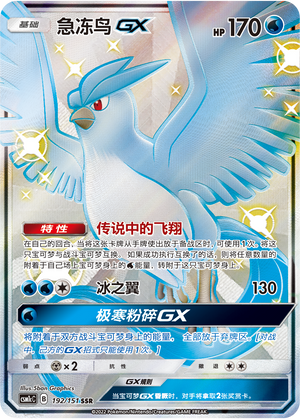 基础 急冻鸟GX HP170
特性 传说中的飞翔
在自己的回合,当将这张卡牌从手牌使出放于备战区时,可使用1次。将这
只宝可梦与战斗宝可梦互换。如果成功执行互换了的话,则将任意数量的
附着于自己场上宝可梦身上的 能量,转附于这只宝可梦身上。
冰之翼 130
极寒粉碎GX
将附着于双方战斗宝可梦身上的能量,全部放于弃牌区。[对战
中,己方的GX招式只能使用1次。]
弱点 ×2 抗性 撤退
Illus. 5ban Graphics
GX规则
当宝可梦GX昏厥时,对手将拿取2张奖赏卡。
csm1cC B 192/151 SSR
©2022 Pokémon/Nintendo/Creatures/GAME FREAK